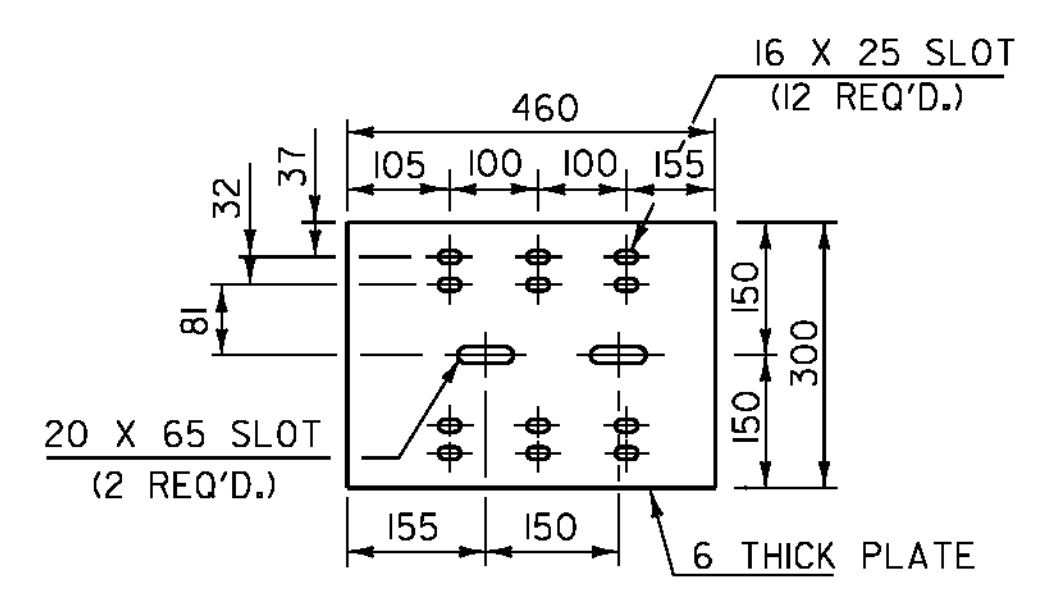 16 X 25 SLOT
(12 REQ'D.)
460
105 100 100 155
37
32
81
150
300
150
20 X 65 SLOT
(2 REQ'D.)
155 150
6 THICK PLATE